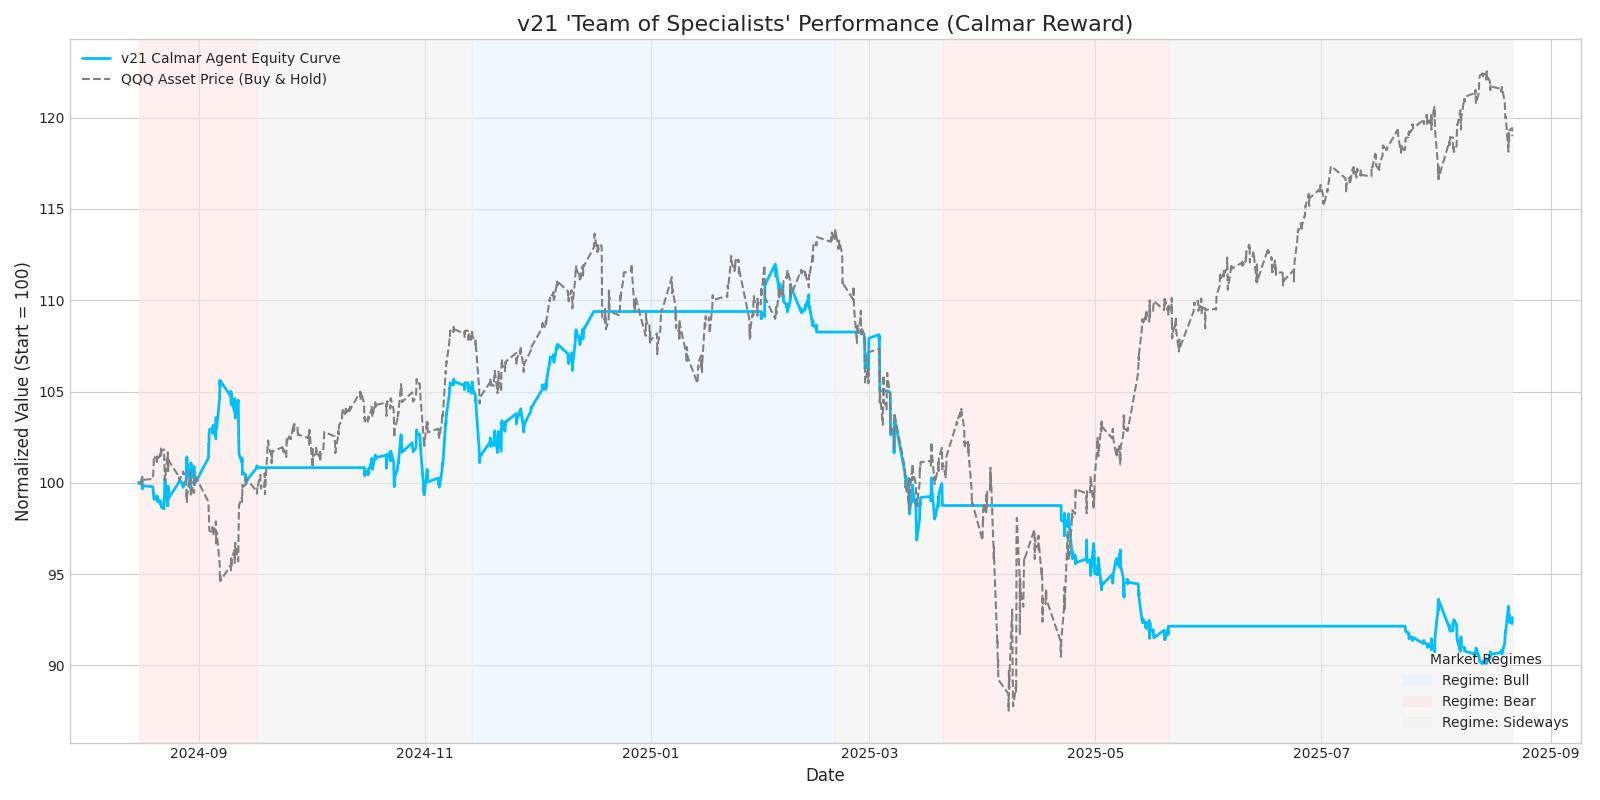 v21 'Team of Specialists' Performance (Calmar Reward)
v21 Calmar Agent Equity Curve
QQQ Asset Price (Buy & Hold)
Normalized Value (Start = 100)
120
115
110
105
100
95
90
Market Regimes
Regime: Bull
Regime: Bear
Regime: Sideways
2024-09
2024-11
2025-01
2025-03
2025-05
2025-07
2025-09
Date